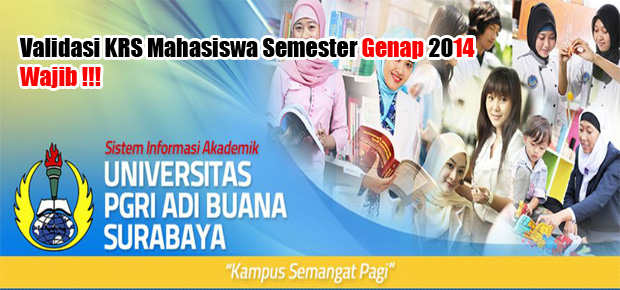 Validasi KRS Mahasiswa Semester Genap 2014
Wajib !!!
Sistem Informasi Akademik
UNIVERSITAS
PGRI ADI BUANA
SURABAYA
"Kampus Semangat Pagi"